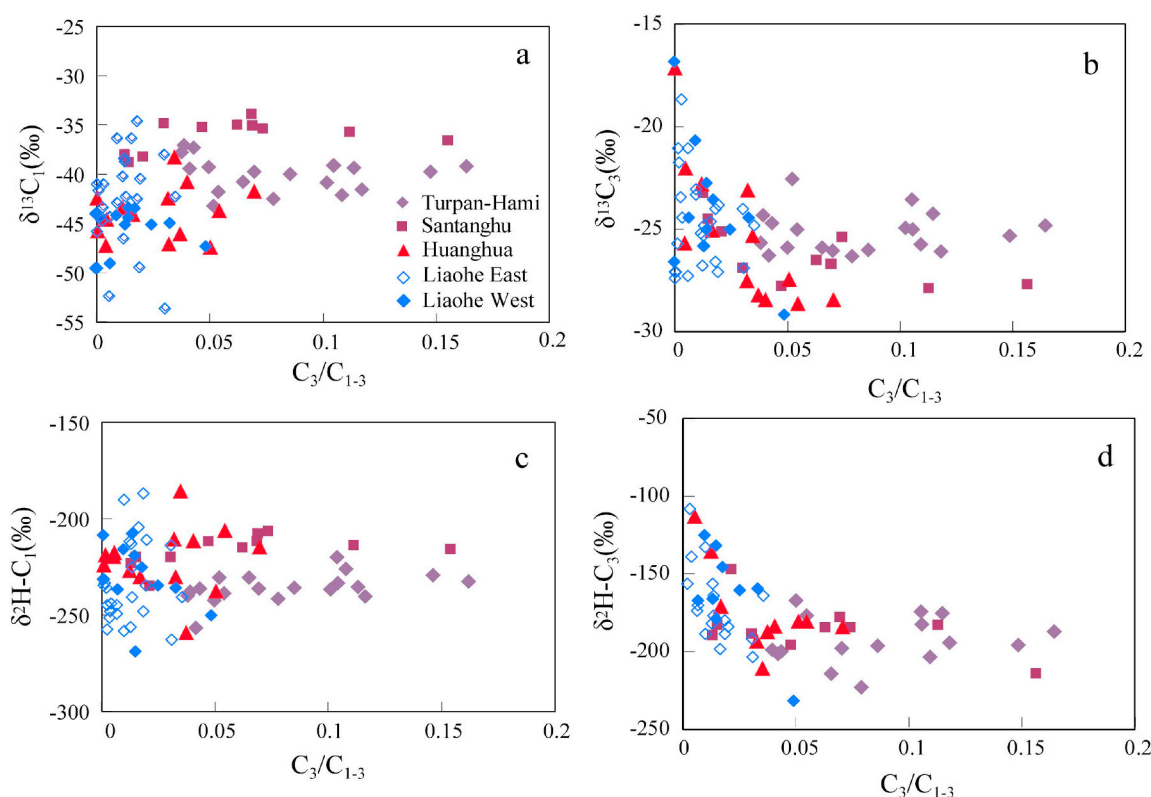 a
-25
-30
-35
-40
-45
-50
-55
δ¹³C₁(‰)
0
0.05
0.1
0.15
0.2
C₃/C₁₋₃
Turpan-Hami
Santanghu
Huanghua
Liaohe East
Liaohe West
b
-15
-20
-25
-30
δ¹³C₃(‰)
0
0.05
0.1
0.15
0.2
C₃/C₁₋₃
c
-150
-200
-250
-300
δ²H-C₁(‰)
0
0.05
0.1
0.15
0.2
C₃/C₁₋₃
d
-50
-100
-150
-200
-250
δ²H-C₃(‰)
0
0.05
0.1
0.15
0.2
C₃/C₁₋₃